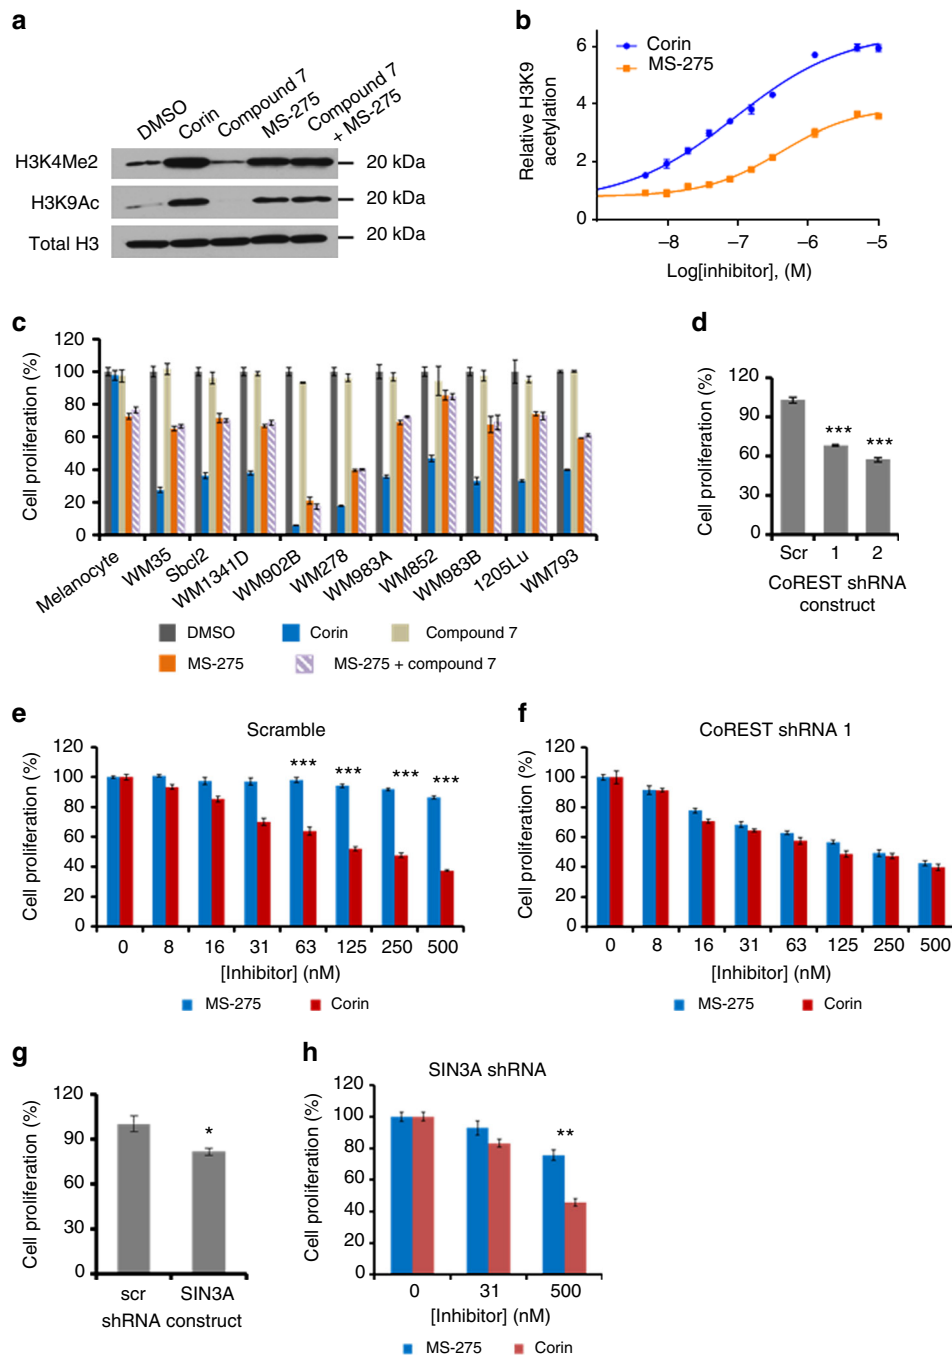 a
DMSO
Corin
Compound 7
MS-275
Compound 7
+ MS-275
H3K4Me2
20 kDa
H3K9Ac
20 kDa
Total H3
20 kDa
b
Relative H3K9
acetylation
6
4
2
0
Corin
MS-275
–8 –7 –6 –5
Log[inhibitor], (M)
c
Cell proliferation (%)
120
100
80
60
40
20
0
Melanocyte
WM35
Sbcl2
WM1341D
WM902B
WM278
WM983A
WM852
WM983B
1205Lu
WM793
DMSO Corin Compound 7
MS-275 MS-275 + compound 7
d
Cell proliferation (%)
120
90
60
30
0
***
***
Scr 1 2
CoREST shRNA
construct
e
Scramble
Cell proliferation (%)
120
100
80
60
40
20
0
*** *** *** ***
0 8 16 31 63 125 250 500
[Inhibitor] (nM)
MS-275 Corin
f
CoREST shRNA 1
Cell proliferation (%)
120
100
80
60
40
20
0
0 8 16 31 63 125 250 500
[Inhibitor] (nM)
MS-275 Corin
g
Cell proliferation (%)
120
90
60
30
0
*
scr SIN3A
shRNA construct
h
SIN3A shRNA
Cell proliferation (%)
120
100
80
60
40
20
0
**
0 31 500
[Inhibitor] (nM)
MS-275 Corin